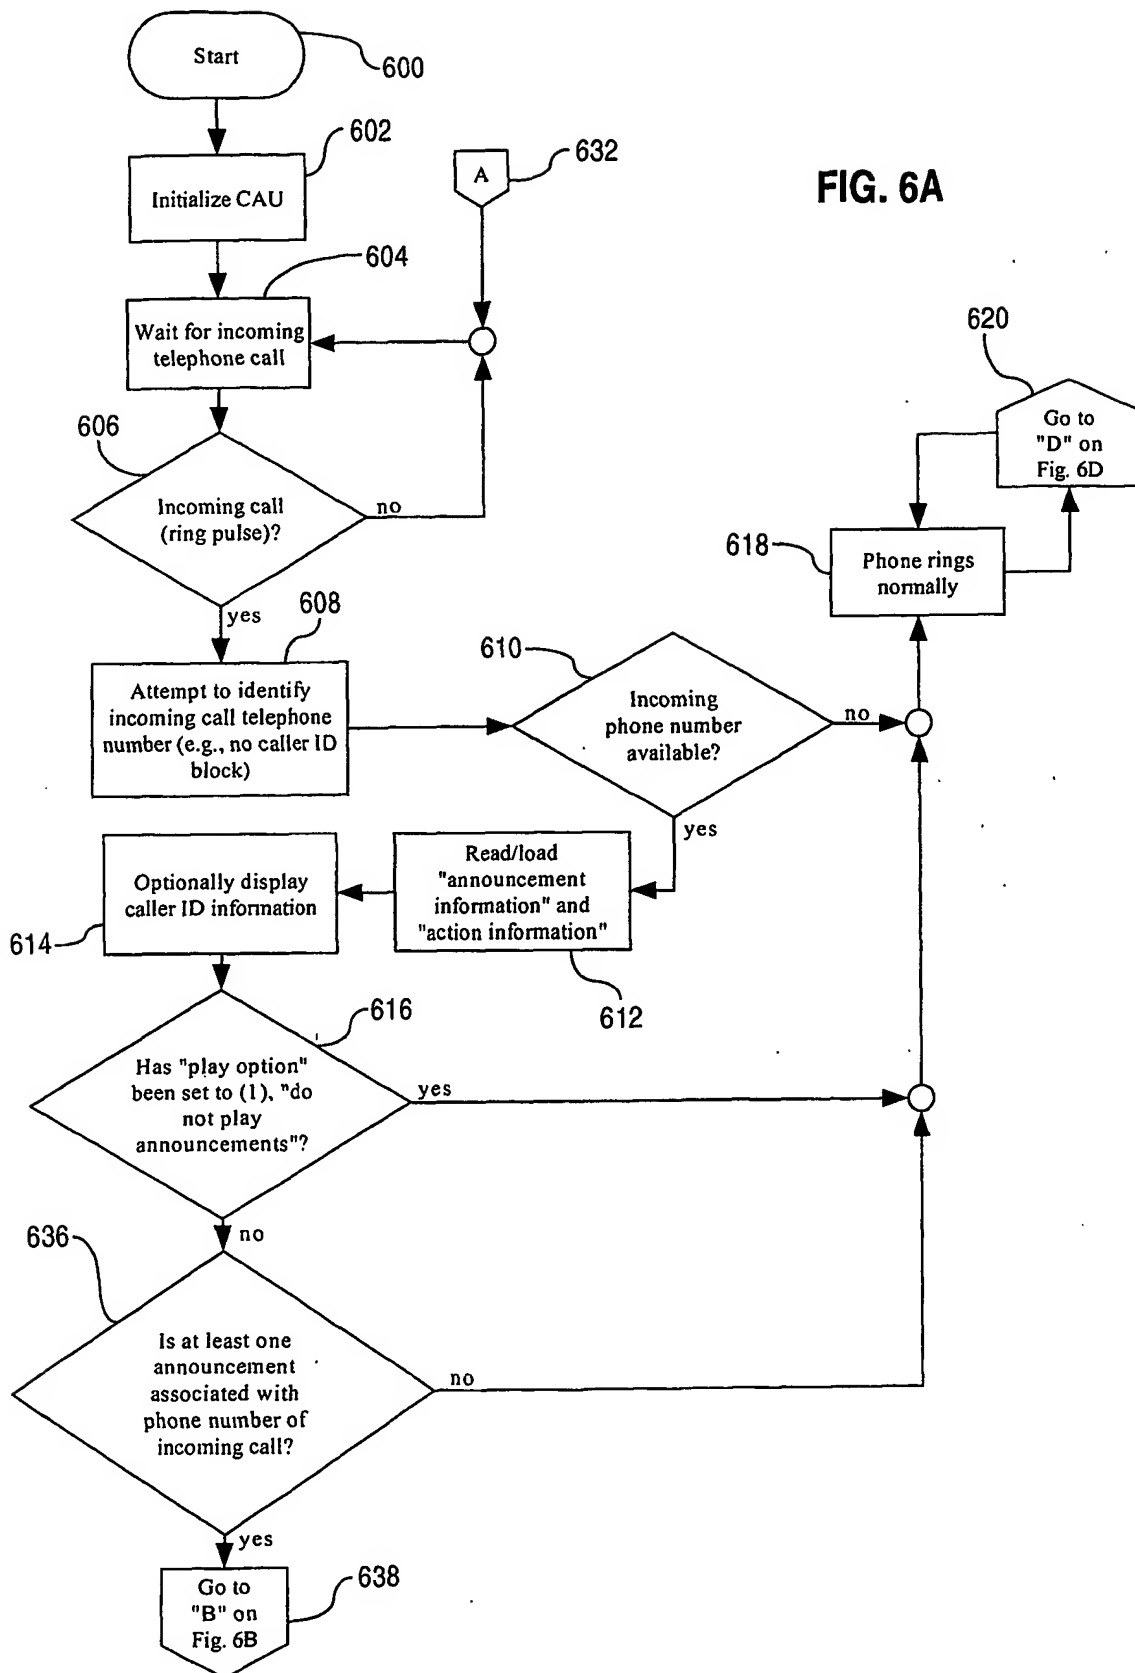 Start
600
602
Initialize CAU
A
632
FIG. 6A
604
Wait for incoming
telephone call
620
Go to
"D" on
Fig. 6D
606
Incoming call
(ring pulse)?
no
618
Phone rings
normally
yes
608
Attempt to identify
incoming call telephone
number (e.g., no caller ID
block)
610
Incoming
phone number
available?
no
yes
Read/load
"announcement
information" and
"action information"
612
Optionally display
caller ID information
614
616
Has "play option"
been set to (1), "do
not play
announcements"?
yes
no
636
Is at least one
announcement
associated with
phone number of
incoming call?
no
yes
Go to
"B" on
Fig. 6B
638